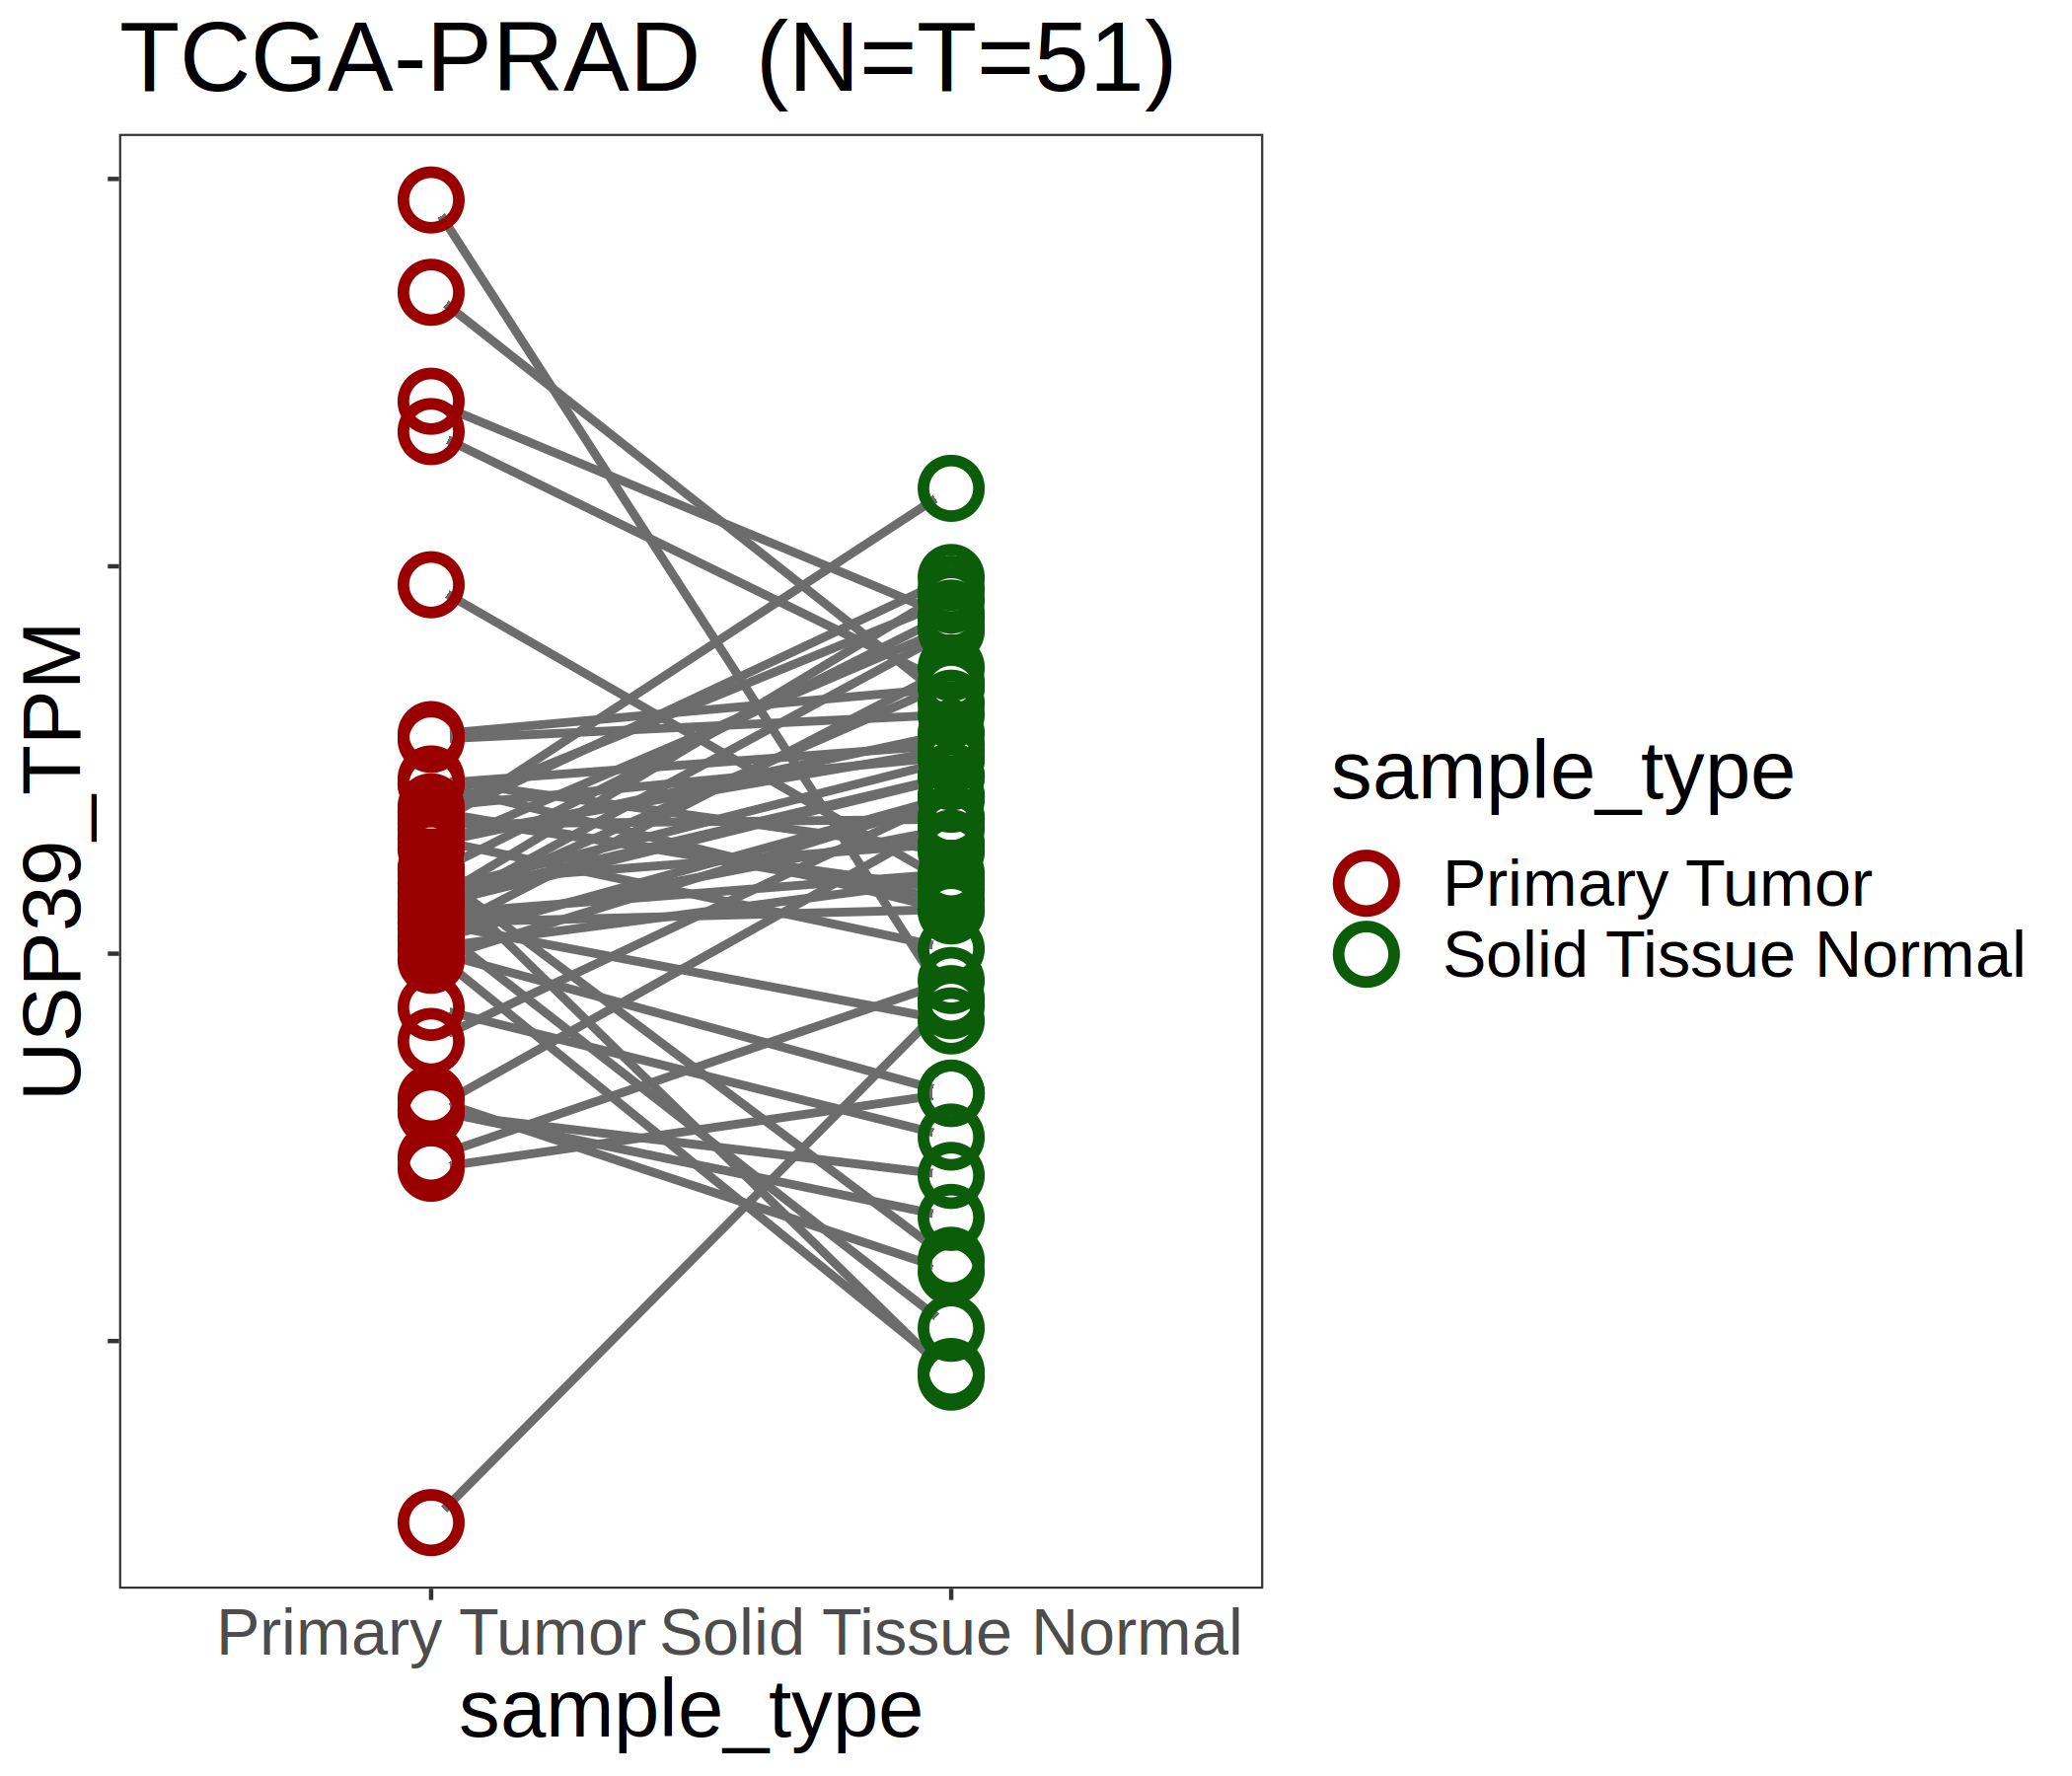 TCGA-PRAD  (N=T=51)
USP39_TPM
Primary Tumor Solid Tissue Normal
sample_type
sample_type
Primary Tumor
Solid Tissue Normal